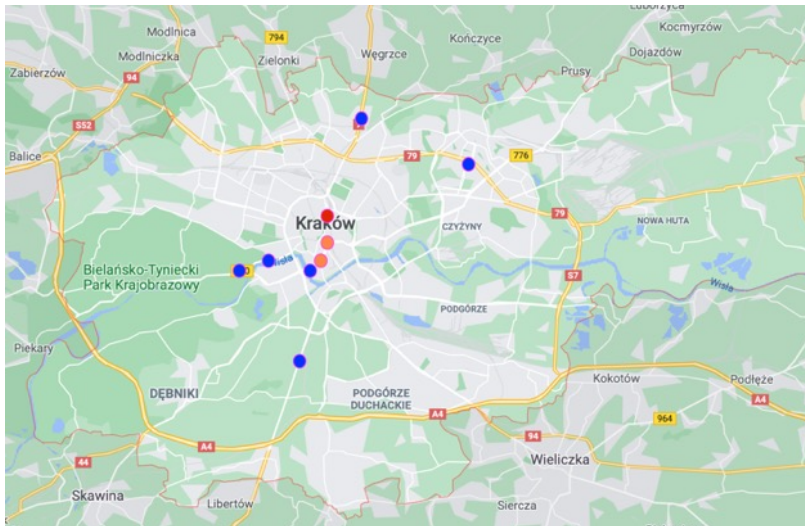 Luborzyca
Modlnica
794
Kocmyrzów
Kończyce
Węgrzce
Modlniczka
Zielonki
Dojazdów
Zabierzów
94
Prusy
S52
Balice
79
776
Kraków
79
NOWA HUTA
CZYŻYNY
Wisła
Bielańsko-Tyniecki
Park Krajobrazowy
S7
Wisła
PODGÓRZE
Piekary
Kokotów
Podłęże
DĘBNIKI
PODGÓRZE
DUCHACKIE
A4
A4
964
94
A4
44
Wieliczka
Skawina
Libertów
Siercza